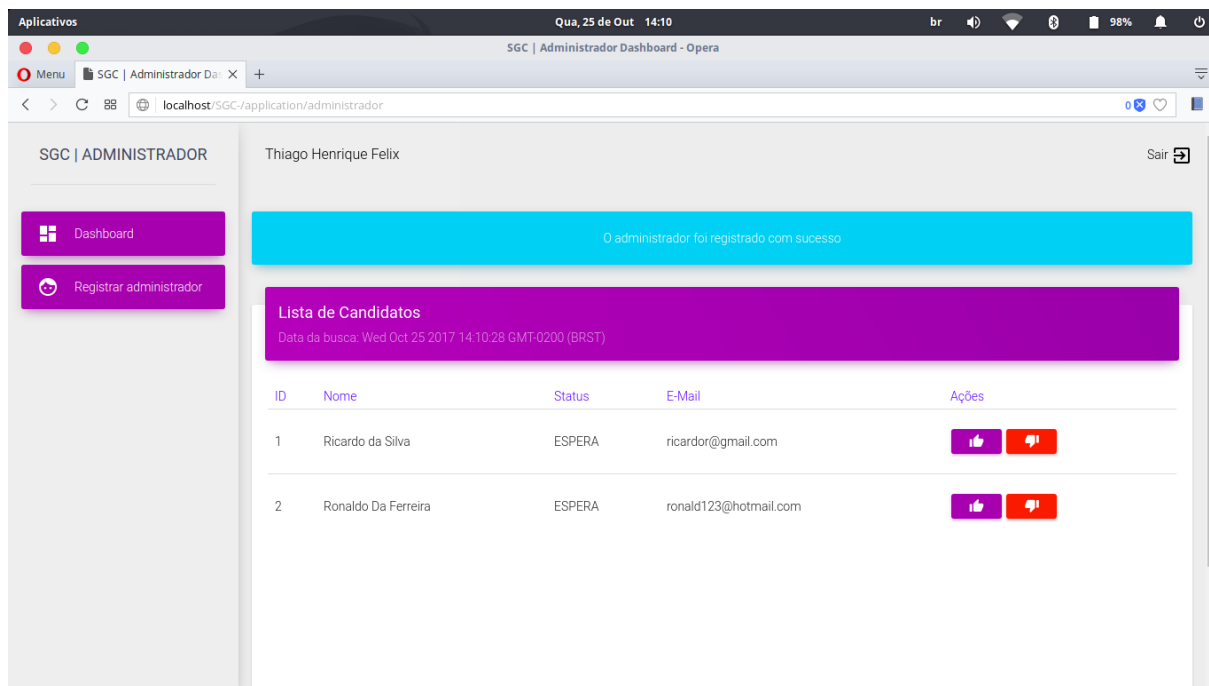 Aplicativos Qua, 25 de Out 14:10 br 98%
SGC | Administrador Dashboard - Opera
Menu SGC | Administrador Da
localhost/SGC-/application/administrador 0
SGC | ADMINISTRADOR Thiago Henrique Felix Sair
Dashboard O administrador foi registrado com sucesso
Registrar administrador
Lista de Candidatos
Data da busca: Wed Oct 25 2017 14:10:28 GMT-0200 (BRST)
ID Nome Status E-Mail Ações
1 Ricardo da Silva ESPERA ricardor@gmail.com
2 Ronaldo Da Ferreira ESPERA ronald123@hotmail.com